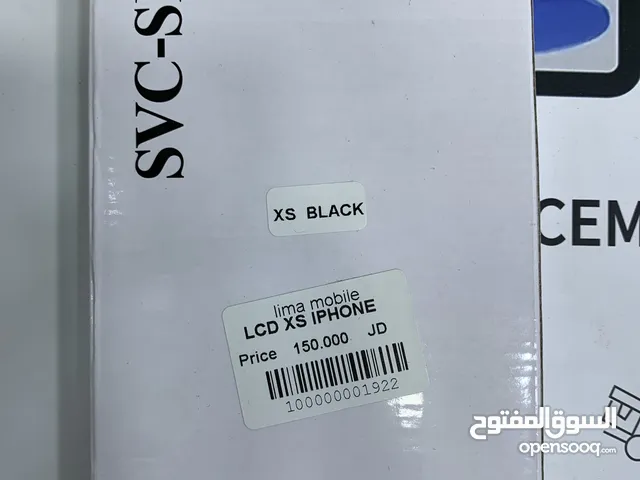 SVC-S
XS BLACK
CEM
lima mobile
LCD XS IPHONE
Price 150.000 JD
100000001922
السوق المفتوح
opensooq.com